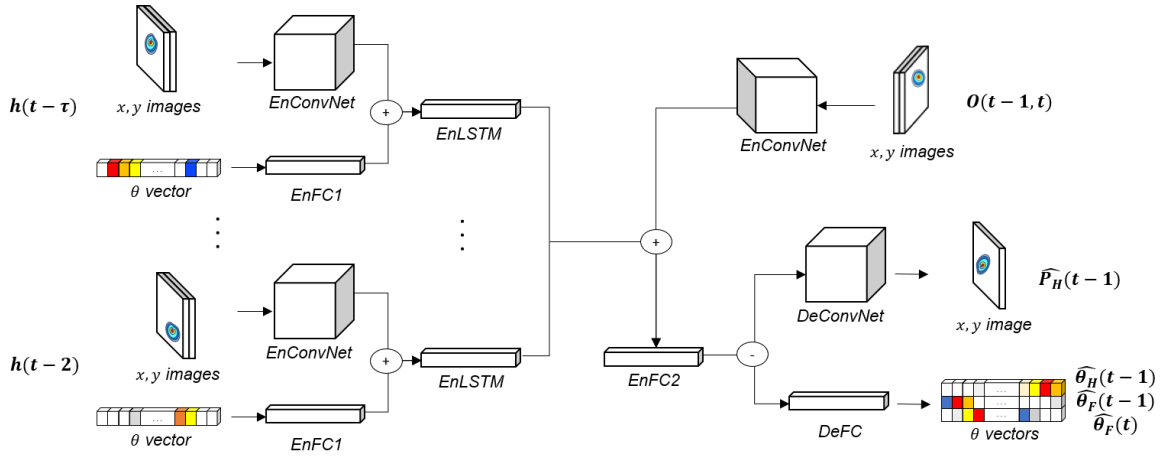 h(t − τ)
x, y images
EnConvNet
+
EnLSTM
...
θ vector
EnFC1
h(t − 2)
x, y images
EnConvNet
+
EnLSTM
...
θ vector
EnFC1
EnConvNet
x, y images
O(t − 1, t)
+
EnFC2
-
DeConvNet
x, y image
P̂_H(t − 1)
DeFC
...
...
...
θ vectors
θ̂_H(t − 1)
θ̂_F(t − 1)
θ̂_F(t)